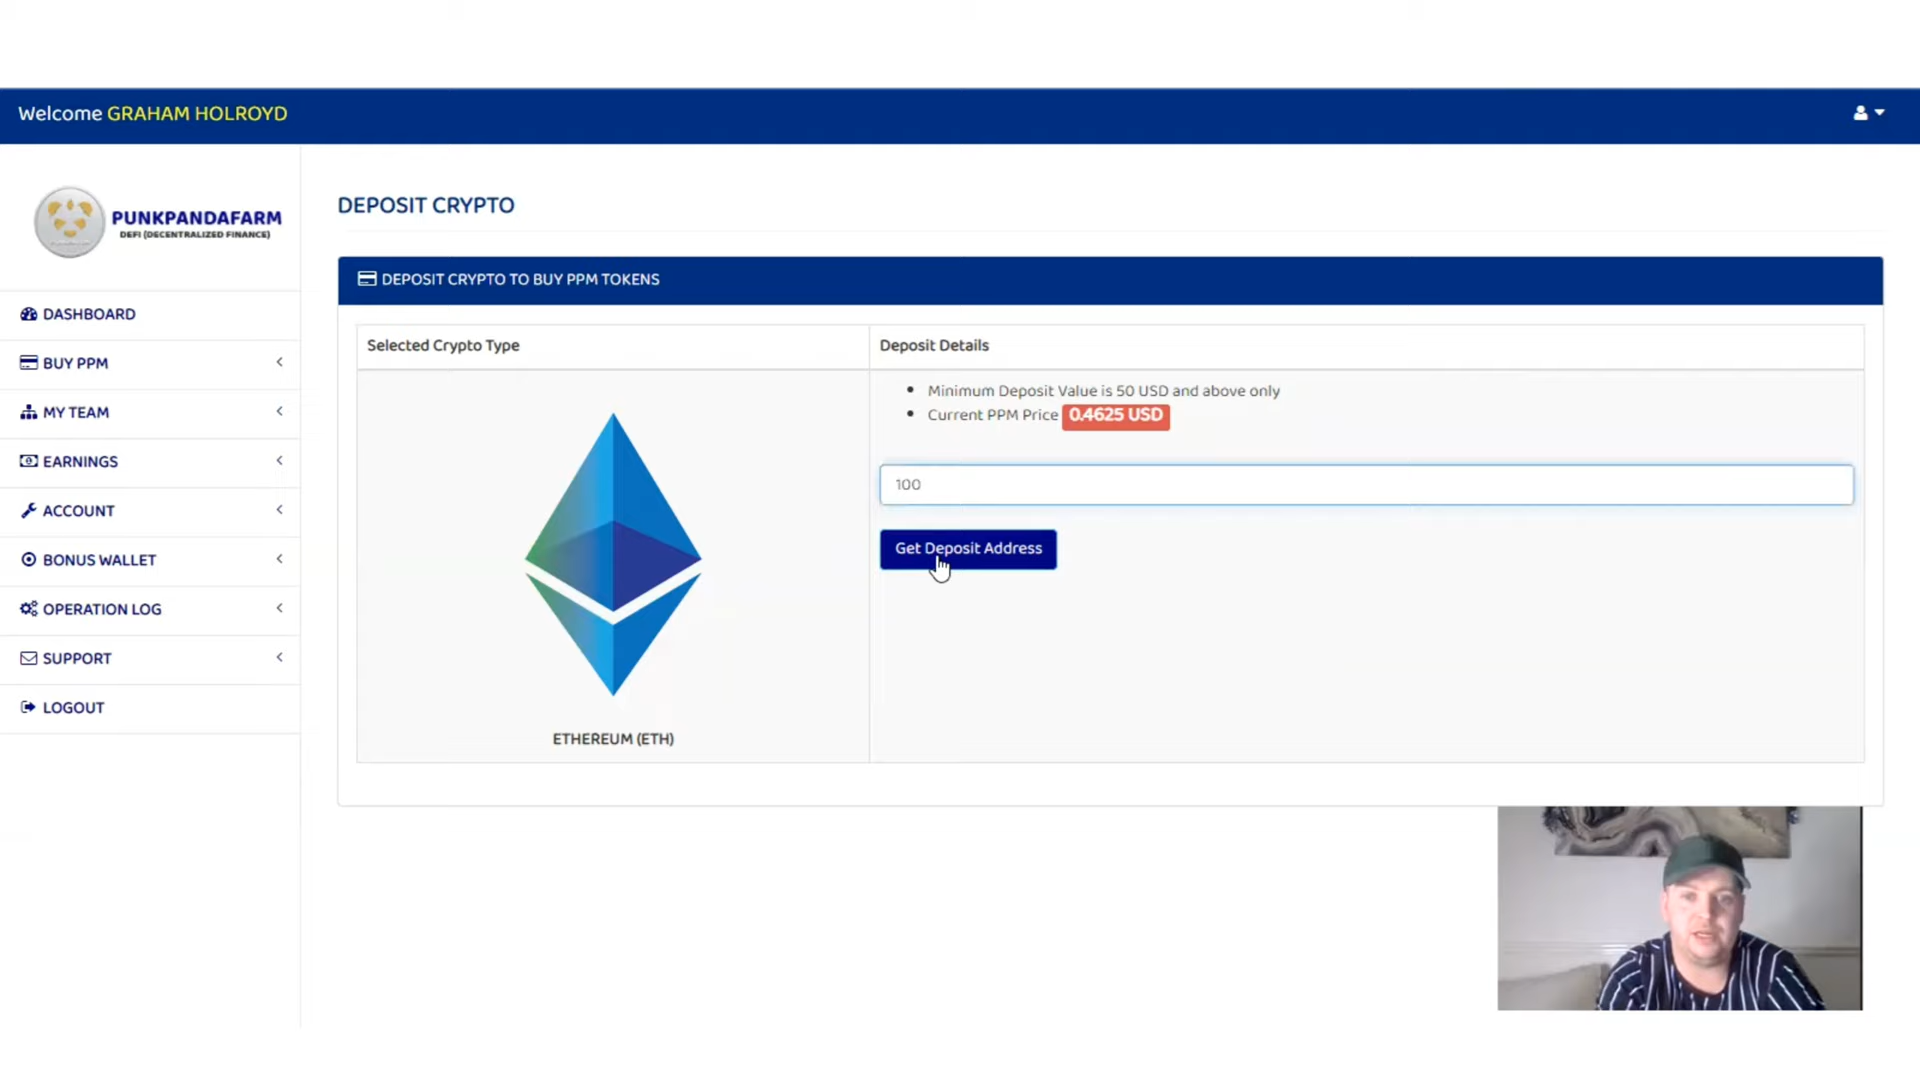 Welcome GRAHAM HOLROYD
PUNKPANDAFARM
DEFI (DECENTRALIZED FINANCE)
DASHBOARD
BUY PPM
MY TEAM
EARNINGS
ACCOUNT
BONUS WALLET
OPERATION LOG
SUPPORT
LOGOUT
DEPOSIT CRYPTO
DEPOSIT CRYPTO TO BUY PPM TOKENS
Selected Crypto Type
ETHEREUM (ETH)
Deposit Details
Minimum Deposit Value is 50 USD and above only
Current PPM Price 0.4625 USD
100
Get Deposit Address